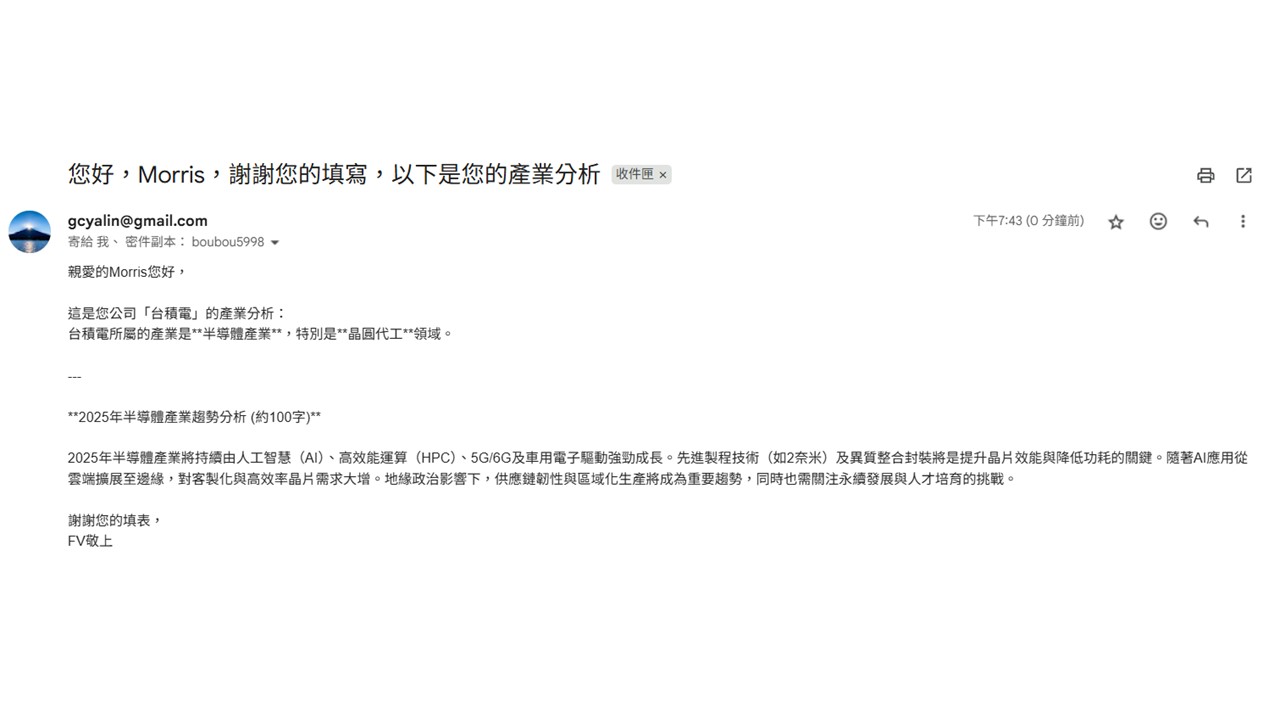 您好，Morris，謝謝您的填寫，以下是您的產業分析 收件匣 ×
gcyalin@gmail.com 下午7:43 (0 分鐘前)
寄給 我、 密件副本： boubou5998
親愛的Morris您好，
這是您公司「台積電」的產業分析：
台積電所屬的產業是**半導體產業**，特別是**晶圓代工**領域。
---
**2025年半導體產業趨勢分析 (約100字)**
2025年半導體產業將持續由人工智慧（AI）、高效能運算（HPC）、5G/6G及車用電子驅動強勁成長。先進製程技術（如2奈米）及異質整合封裝將是提升晶片效能與降低功耗的關鍵。隨著AI應用從
雲端擴展至邊緣，對客製化與高效率晶片需求大增。地緣政治影響下，供應鏈韌性與區域化生產將成為重要趨勢，同時也需關注永續發展與人才培育的挑戰。
謝謝您的填表，
FV敬上